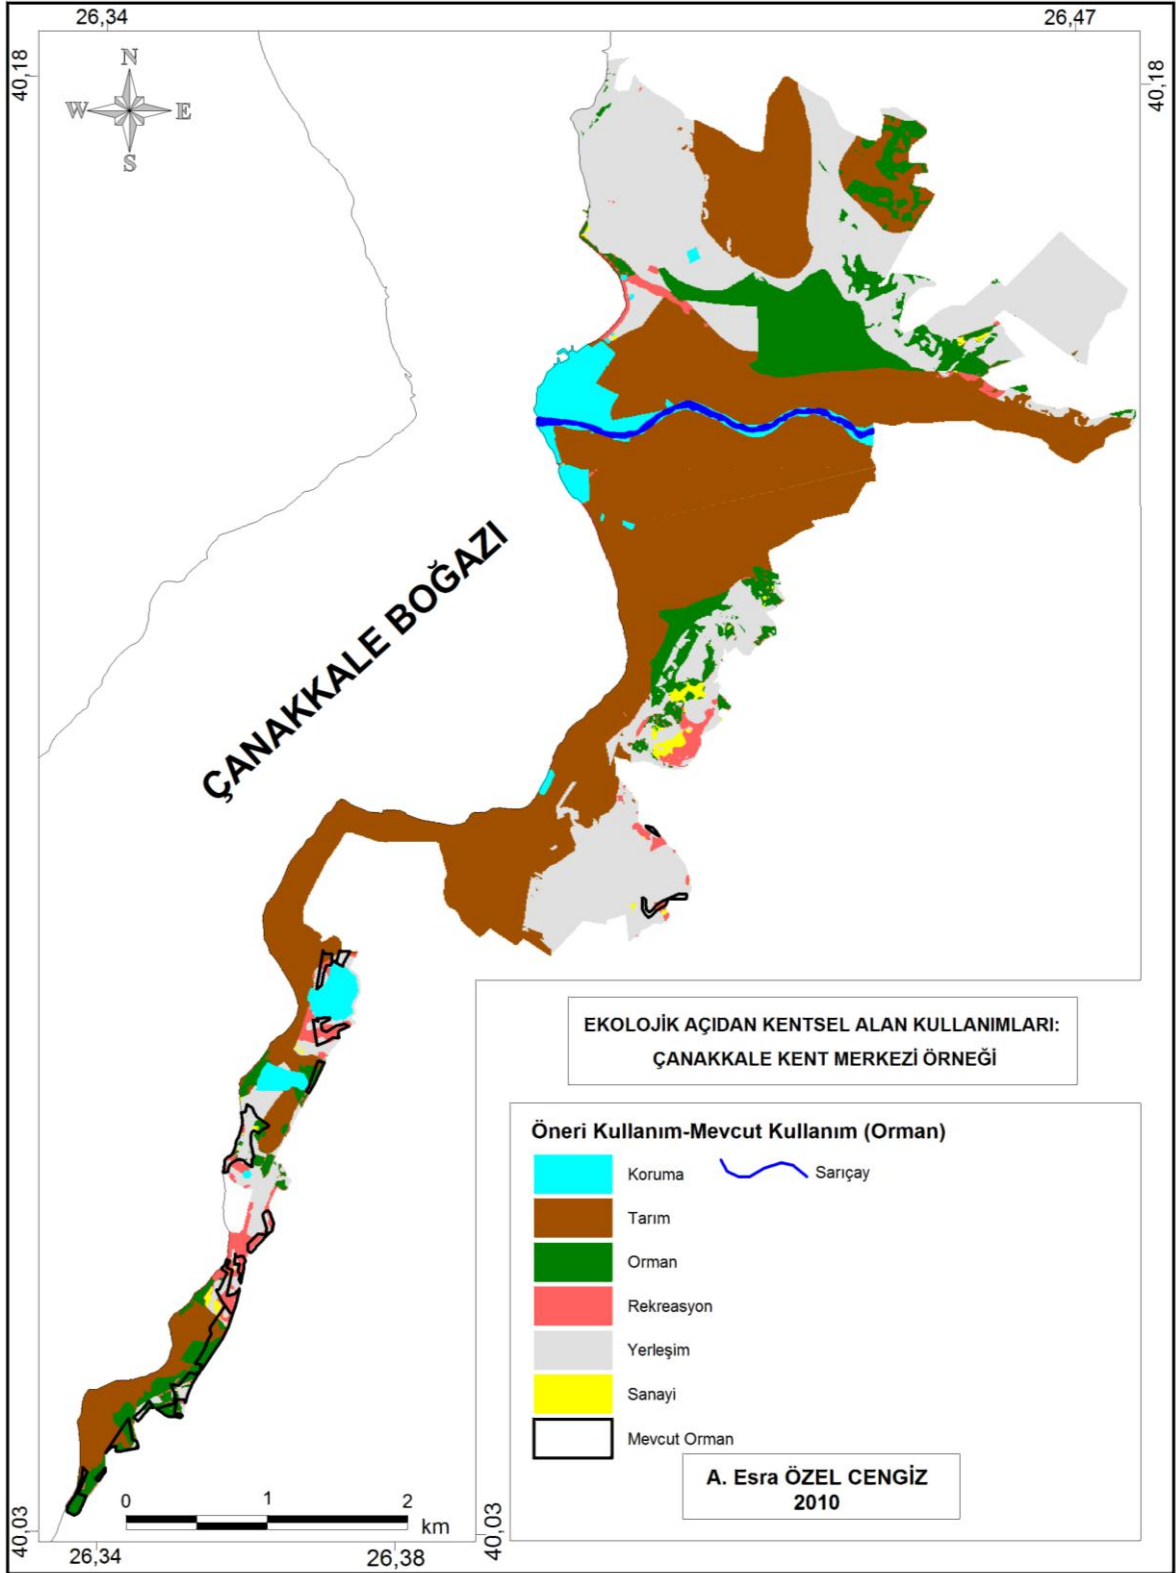 26,34
26,47
40,18
40,18
N
W
E
S
ÇANAKKALE BOĞAZI
EKOLOJİK AÇIDAN KENTSEL ALAN KULLANIMLARI:
ÇANAKKALE KENT MERKEZİ ÖRNEĞİ
Öneri Kullanım-Mevcut Kullanım (Orman)
Koruma
Sarıçay
Tarım
Orman
Rekreasyon
Yerleşim
Sanayi
Mevcut Orman
A. Esra ÖZEL CENGİZ
2010
0 1 2
km
40,03
40,03
26,34
26,38